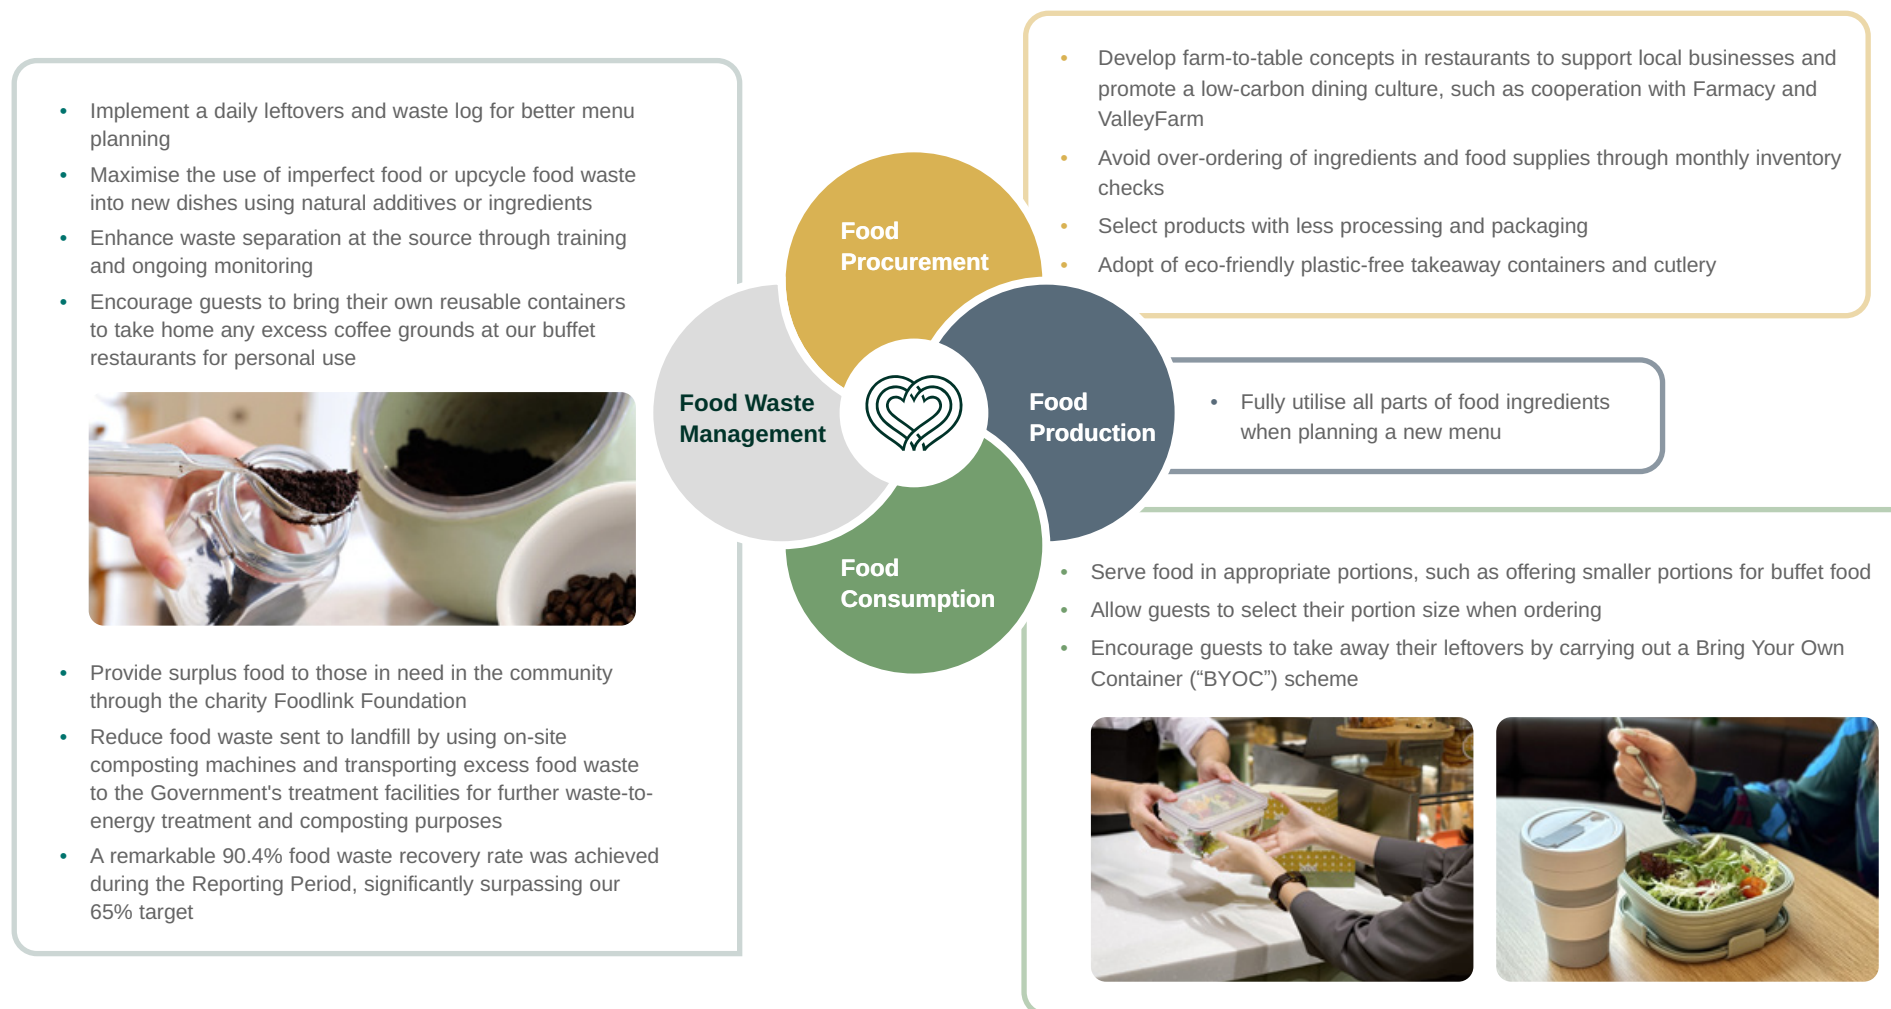 • Implement a daily leftovers and waste log for better menu
planning
• Maximise the use of imperfect food or upcycle food waste
into new dishes using natural additives or ingredients
• Enhance waste separation at the source through training
and ongoing monitoring
• Encourage guests to bring their own reusable containers
to take home any excess coffee grounds at our buffet
restaurants for personal use
• Provide surplus food to those in need in the community
through the charity Foodlink Foundation
• Reduce food waste sent to landfill by using on-site
composting machines and transporting excess food waste
to the Government's treatment facilities for further waste-to-
energy treatment and composting purposes
• A remarkable 90.4% food waste recovery rate was achieved
during the Reporting Period, significantly surpassing our
65% target
Food
Procurement
Food Waste
Management
Food
Production
Food
Consumption
• Develop farm-to-table concepts in restaurants to support local businesses and
promote a low-carbon dining culture, such as cooperation with Farmacy and
ValleyFarm
• Avoid over-ordering of ingredients and food supplies through monthly inventory
checks
• Select products with less processing and packaging
• Adopt of eco-friendly plastic-free takeaway containers and cutlery
• Fully utilise all parts of food ingredients
when planning a new menu
• Serve food in appropriate portions, such as offering smaller portions for buffet food
• Allow guests to select their portion size when ordering
• Encourage guests to take away their leftovers by carrying out a Bring Your Own
Container (“BYOC”) scheme